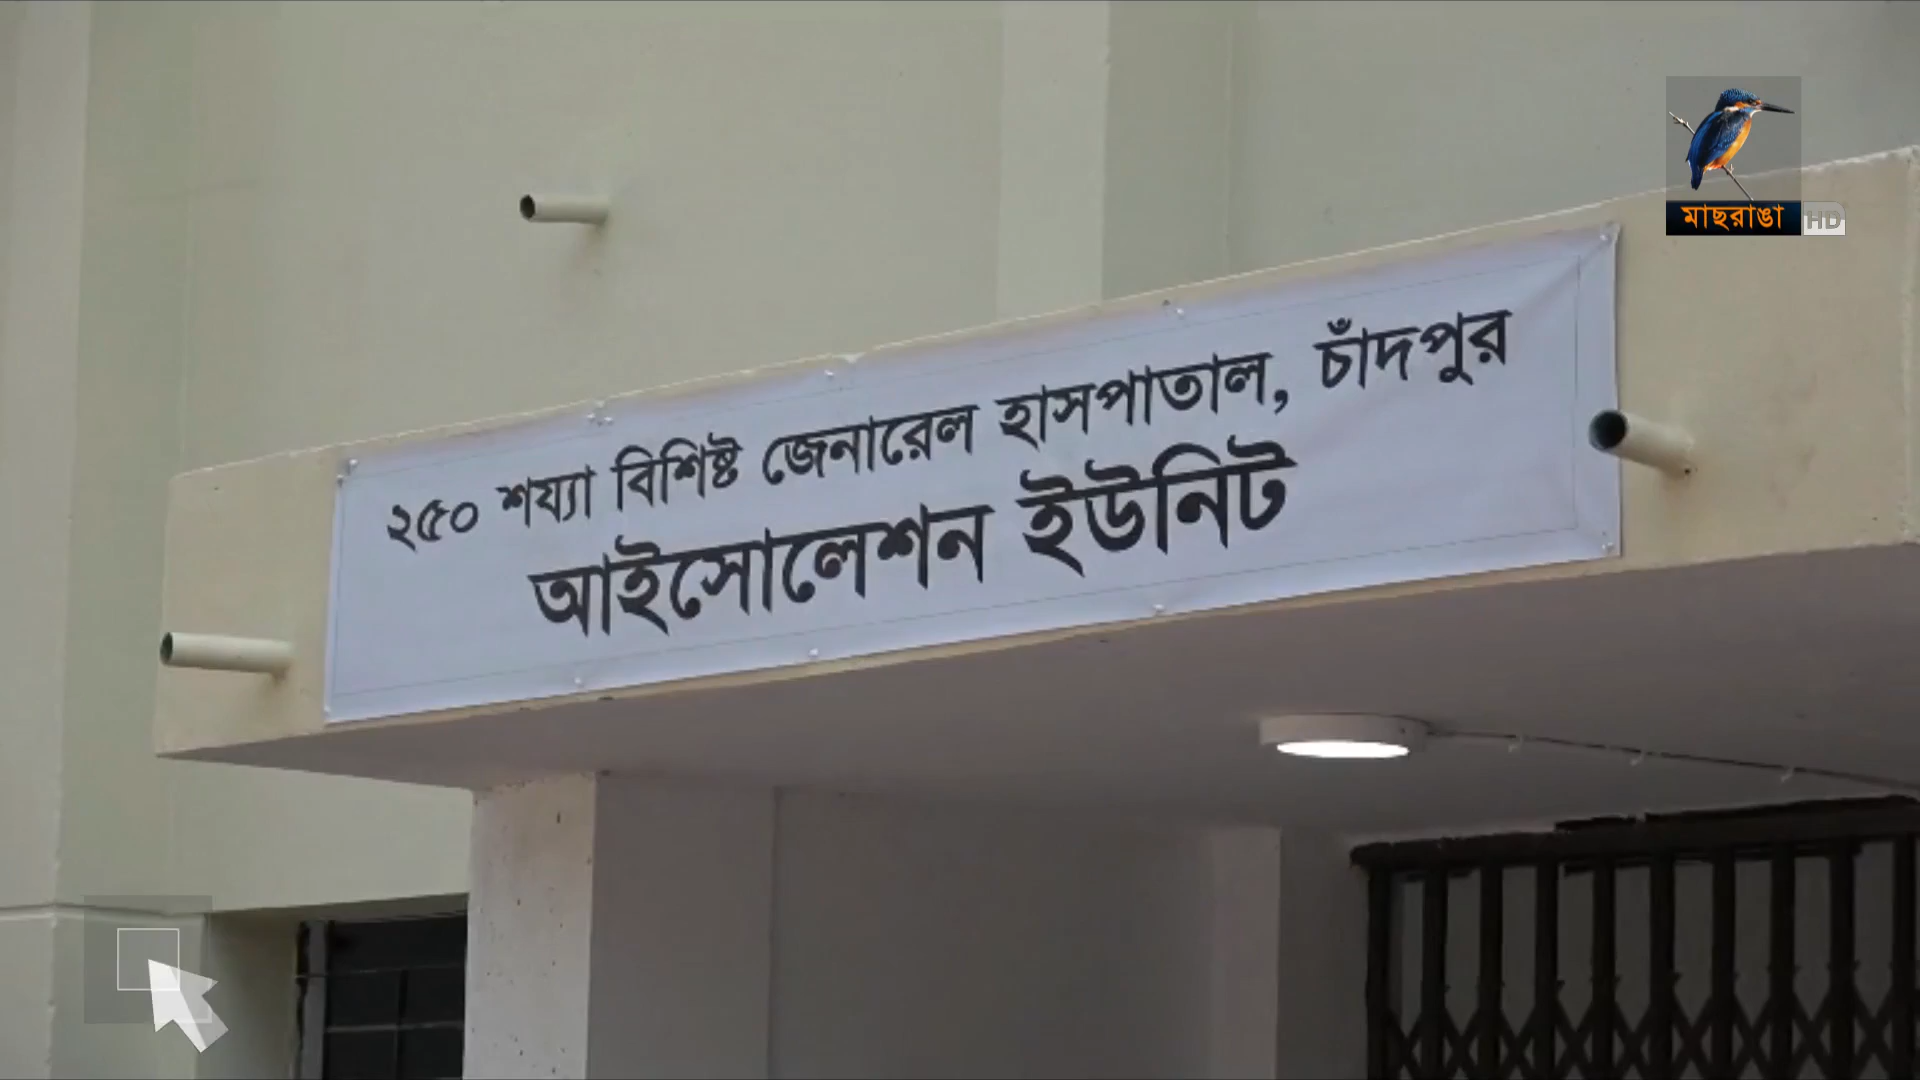 মাছরাঙা HD
২৫০ শয্যা বিশিষ্ট জেনারেল হাসপাতাল, চাঁদপুর
আইসোলেশন ইউনিট